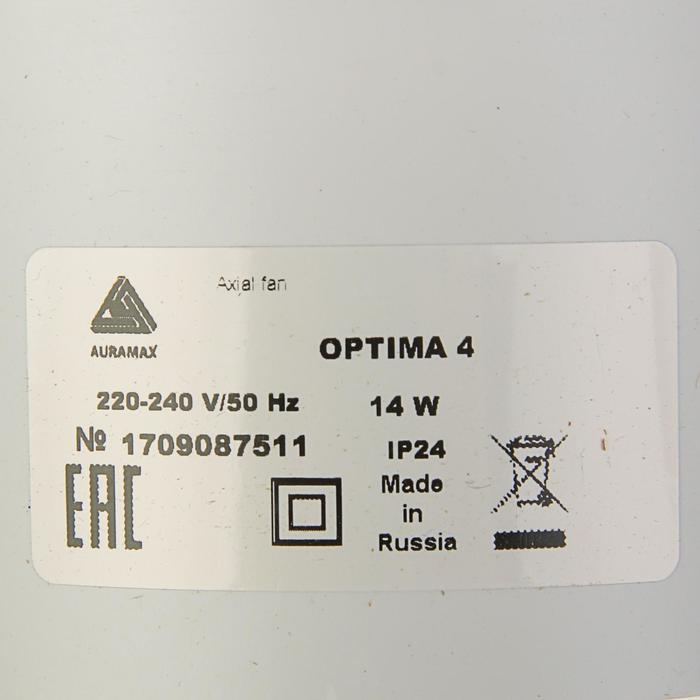 Axial fan
AURAMAX
OPTIMA 4
220-240 V/50 Hz 14 W
№ 1709087511 IP24
EAC
Made
in
Russia